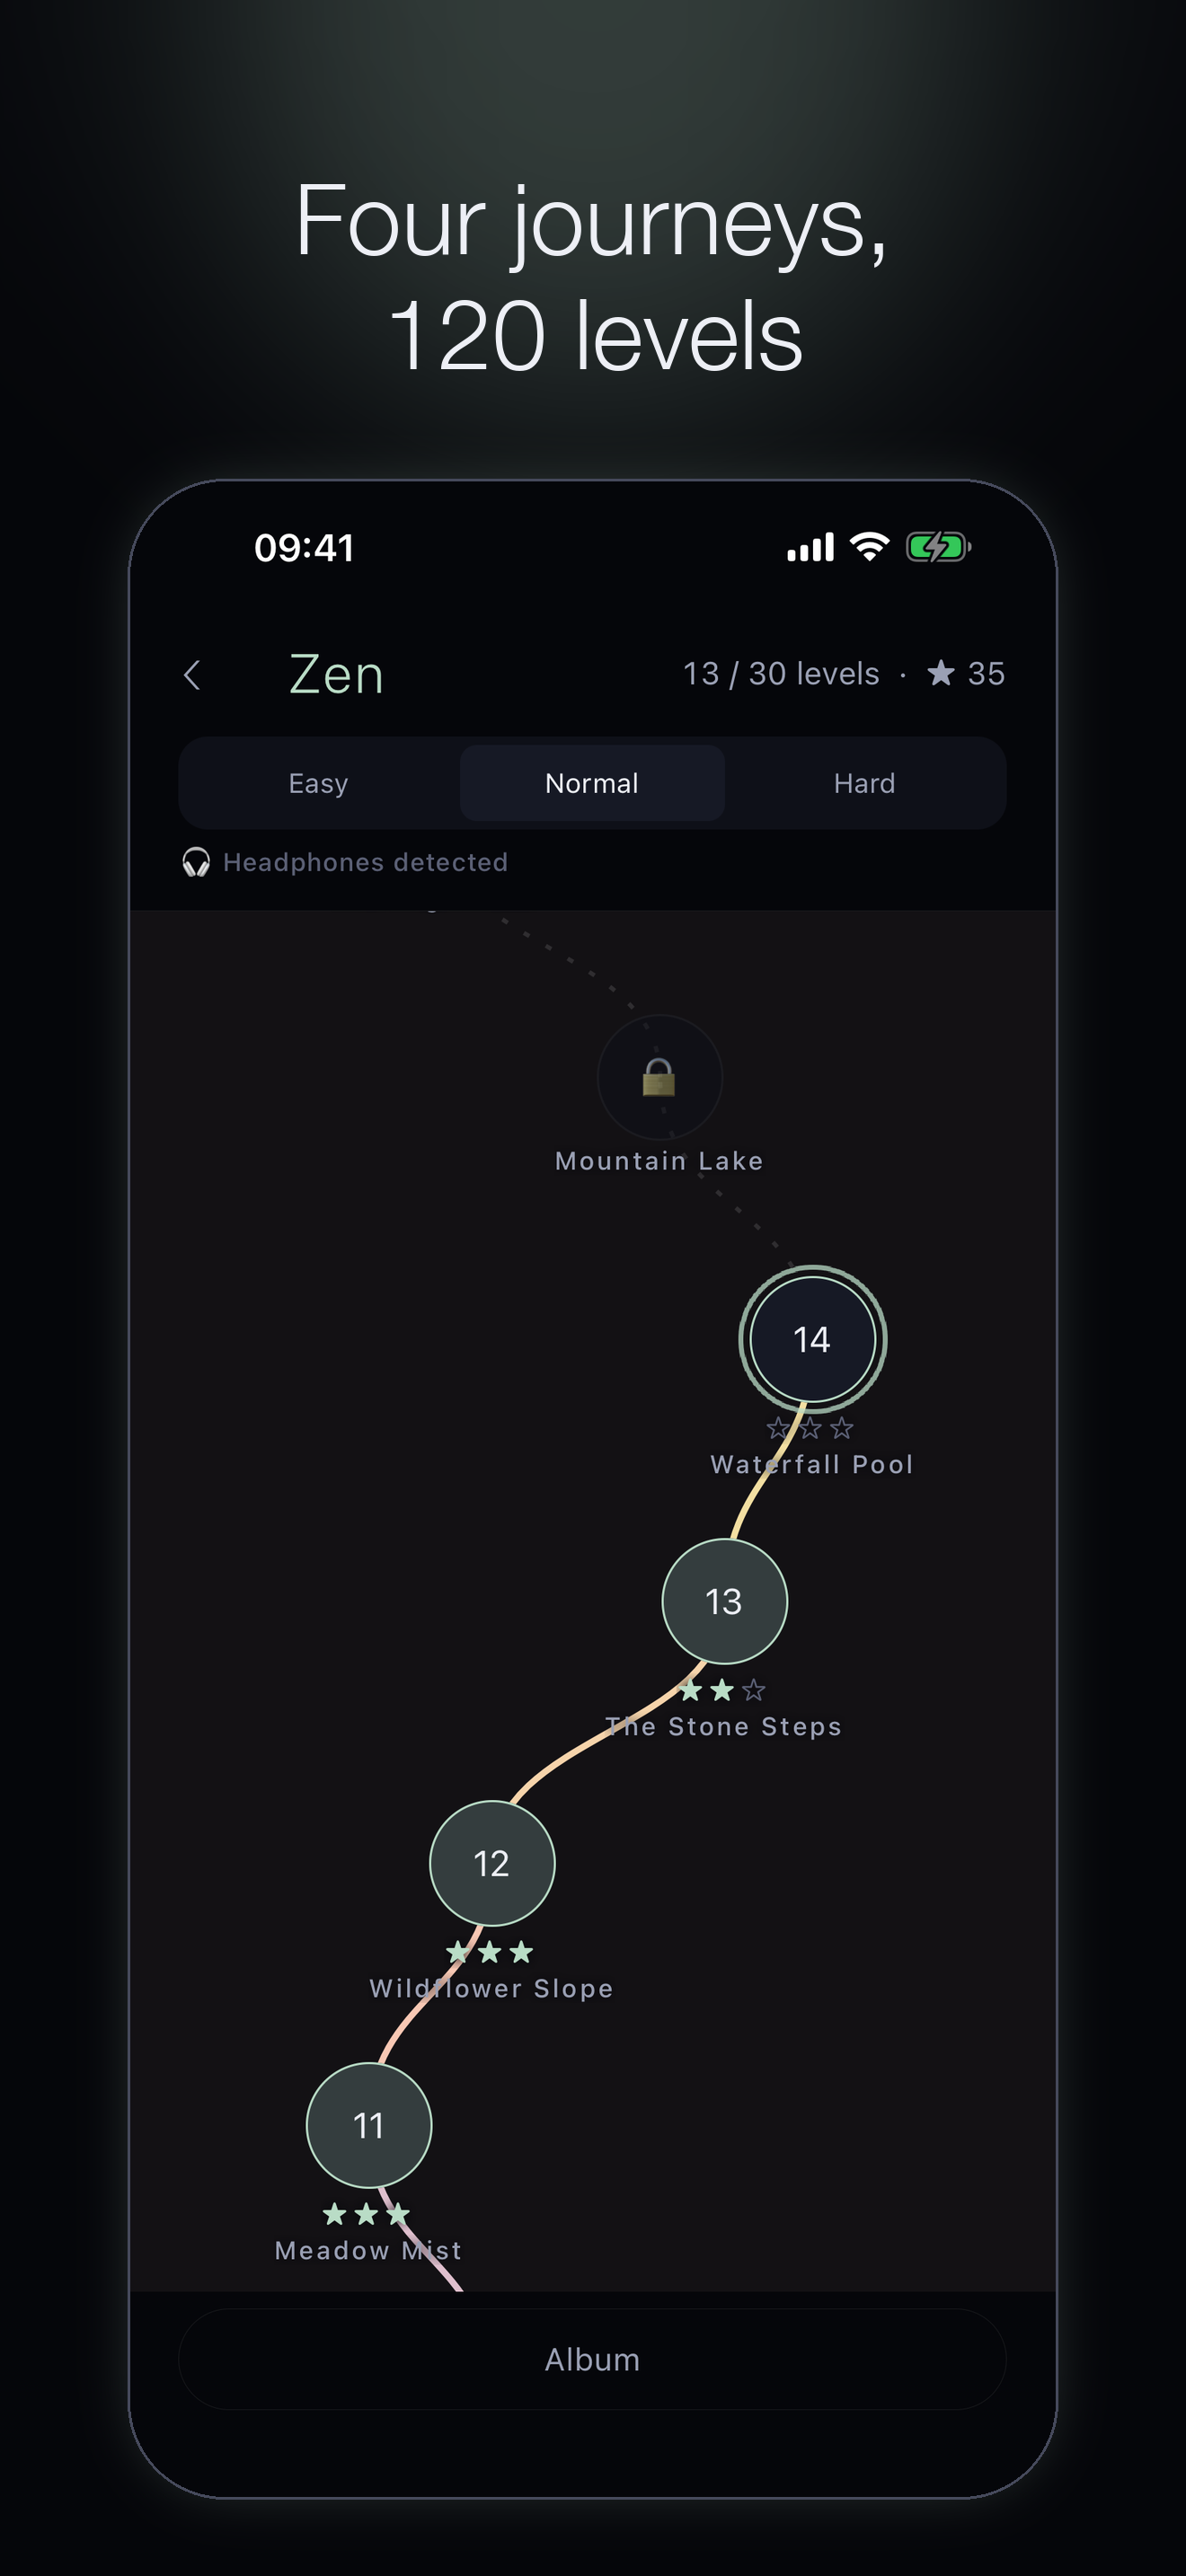 Four journeys,
120 levels
09:41
Zen
13 / 30 levels · ★ 35
Easy
Normal
Hard
Headphones detected
Mountain Lake
14
Waterfall Pool
13
The Stone Steps
12
Wildflower Slope
11
Meadow Mist
Album